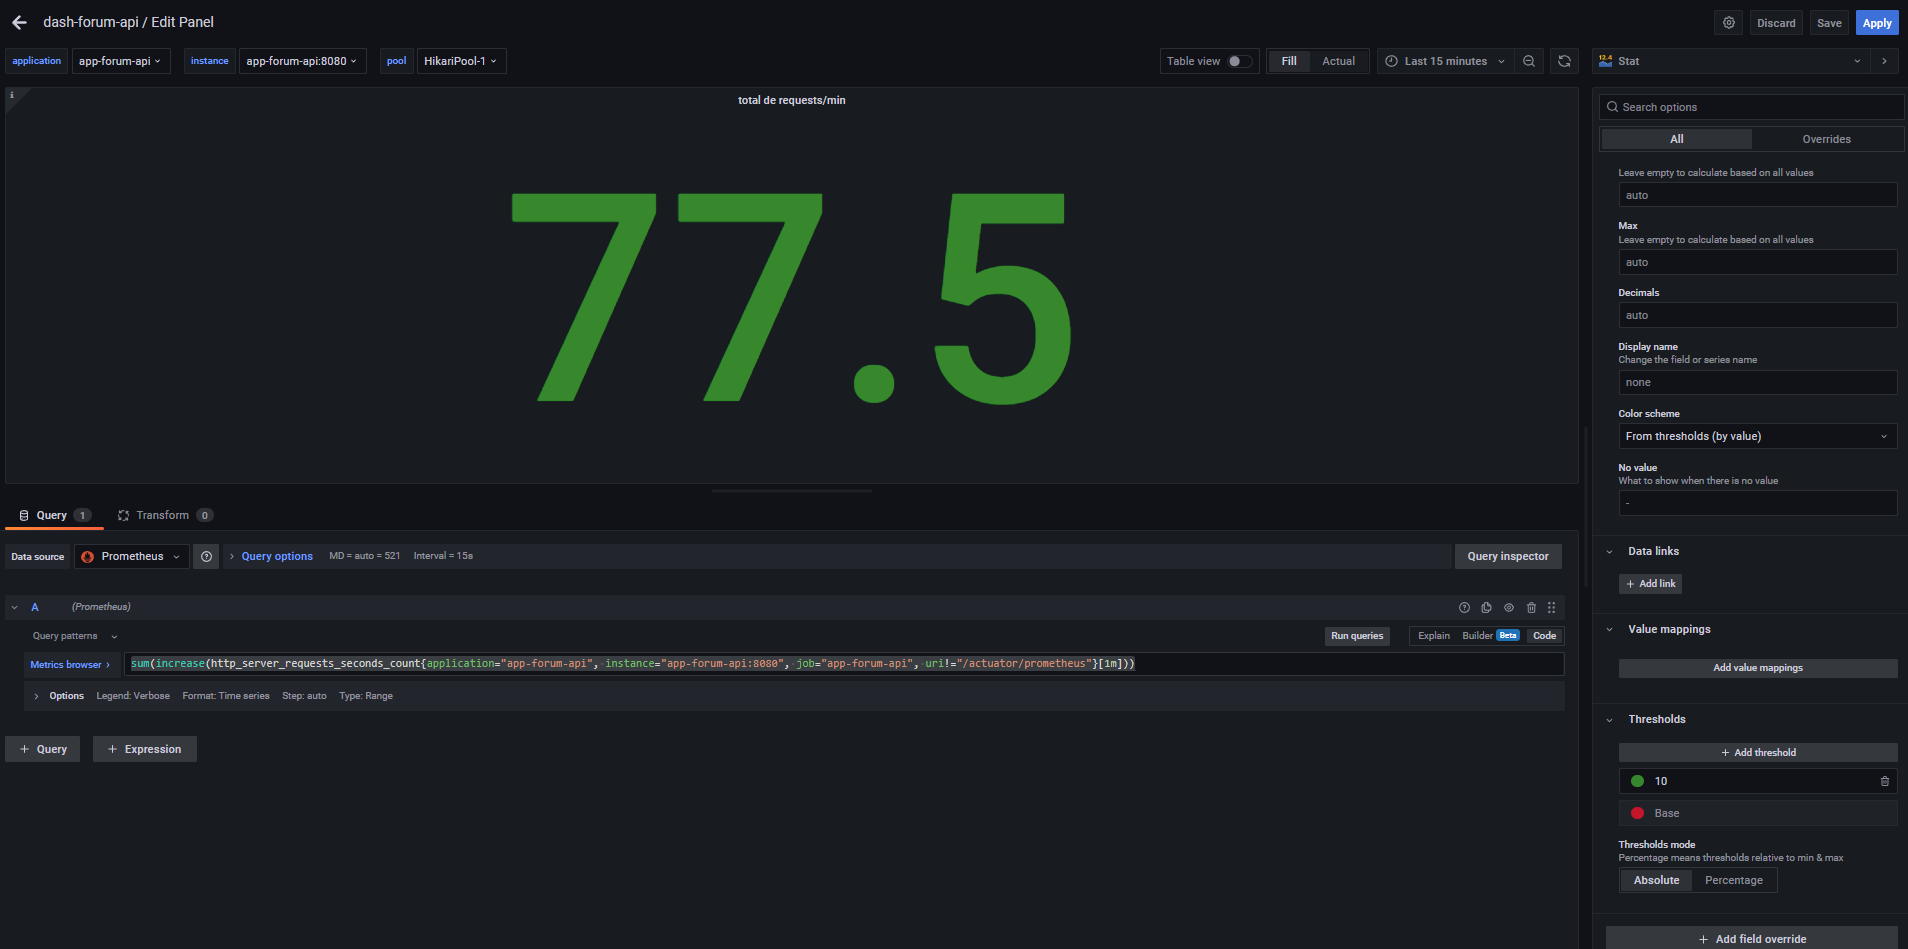 dash-forum-api / Edit Panel
Discard Save Apply
application app-forum-api instance app-forum-api:8080 pool HikariPool-1
Table view Fill Actual Last 15 minutes
12.4 Stat
i
total de requests/min
77.5
Search options
All Overrides
Leave empty to calculate based on all values
auto
Max
Leave empty to calculate based on all values
auto
Decimals
auto
Display name
Change the field or series name
none
Color scheme
From thresholds (by value)
No value
What to show when there is no value
-
Data links
+ Add link
Value mappings
Add value mappings
Thresholds
+ Add threshold
10
Base
Thresholds mode
Percentage means thresholds relative to min & max
Absolute Percentage
+ Add field override
Query 1 Transform 0
Data source Prometheus ? > Query options MD = auto = 521 Interval = 15s Query inspector
A (Prometheus)
Query patterns Run queries Explain Builder Beta Code
Metrics browser > sum(increase(http_server_requests_seconds_count{application="app-forum-api", instance="app-forum-api:8080", job="app-forum-api", uri!="/actuator/prometheus"}[1m]))
> Options Legend: Verbose Format: Time series Step: auto Type: Range
+ Query + Expression